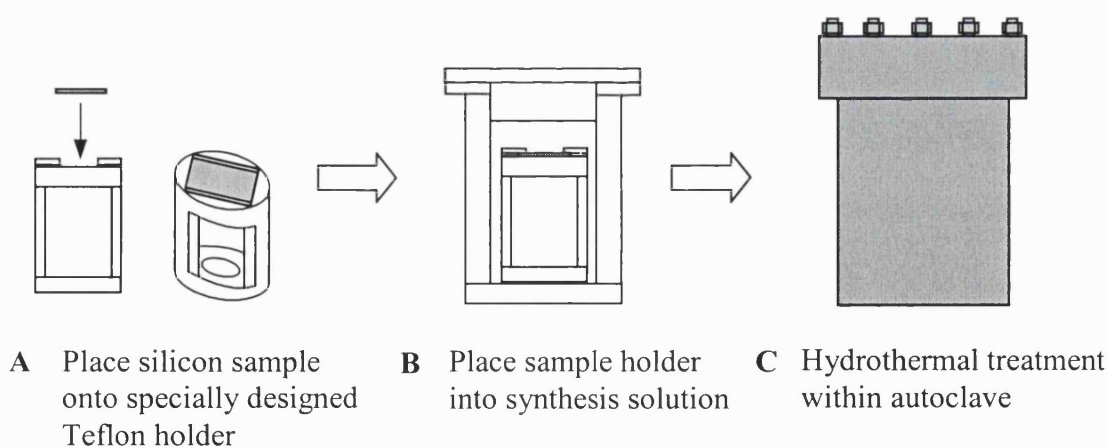 A Place silicon sample
onto specially designed
Teflon holder
B Place sample holder
into synthesis solution
C Hydrothermal treatment
within autoclave